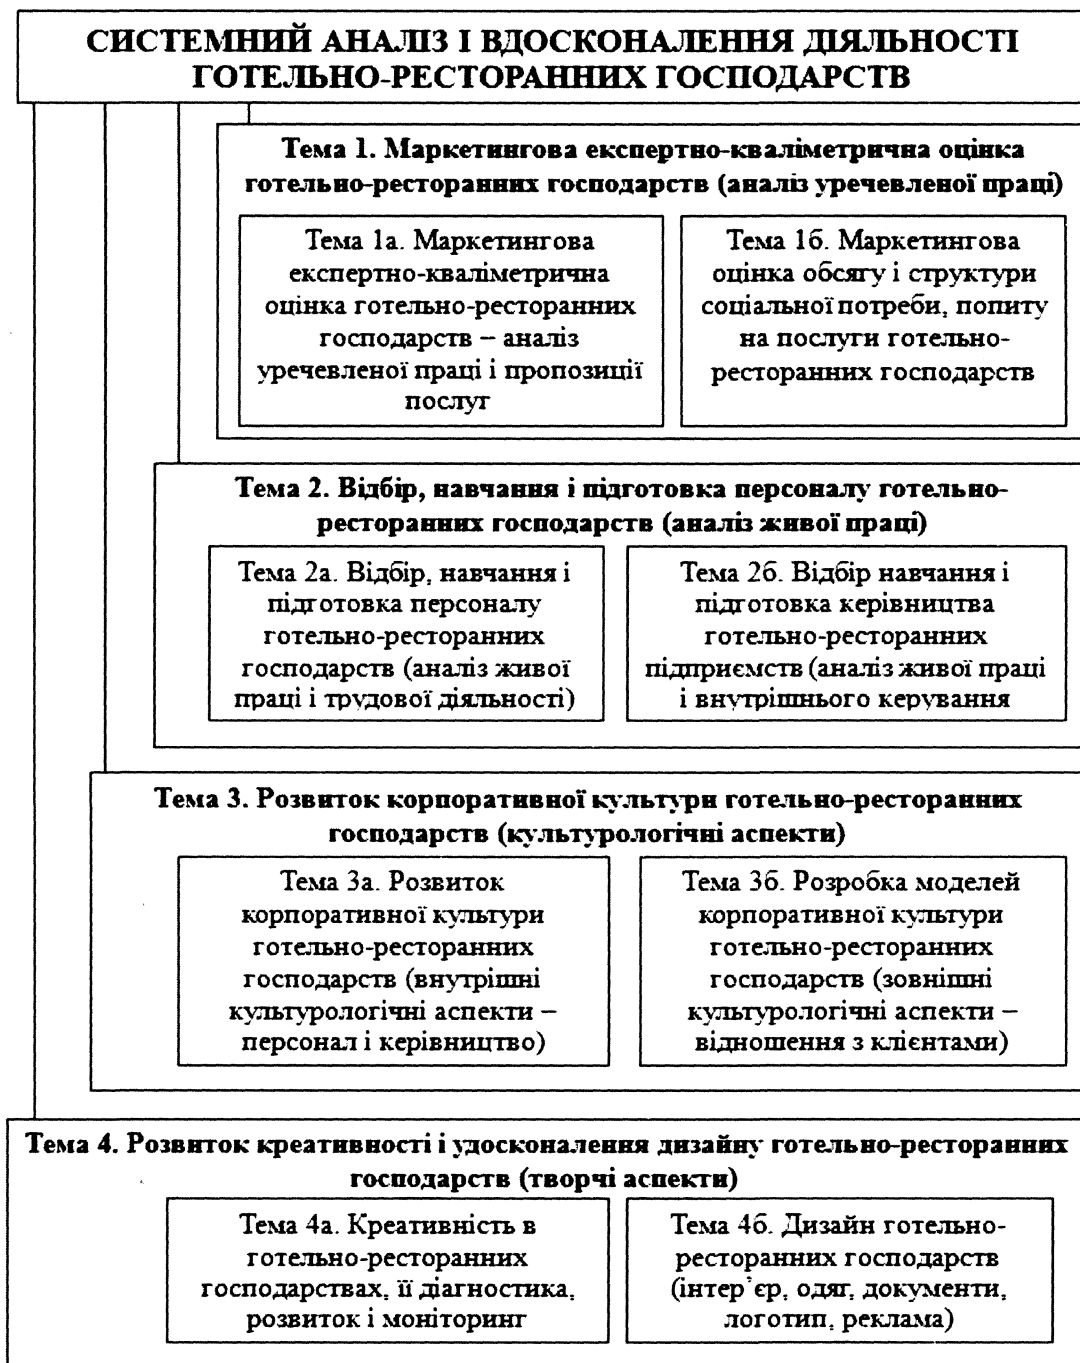 СИСТЕМНИЙ АНАЛІЗ І ВДОСКОНАЛЕННЯ ДІЯЛЬНОСТІ
ГОТЕЛЬНО-РЕСТОРАННИХ ГОСПОДАРСТВ
Тема 1. Маркетингова експертно-кваліметрична оцінка
готельно-ресторанних господарств (аналіз уречевленої праці)
Тема 1а. Маркетингова
експертно-кваліметрична
оцінка готельно-ресторанних
господарств – аналіз
уречевленої праці і пропозиції
послуг
Тема 1б. Маркетингова
оцінка обсягу і структури
соціальної потреби, попиту
на послуги готельно-
ресторанних господарств
Тема 2. Відбір, навчання і підготовка персоналу готельно-
ресторанних господарств (аналіз живої праці)
Тема 2а. Відбір, навчання і
підготовка персоналу
готельно-ресторанних
господарств (аналіз живої
праці і трудової діяльності)
Тема 2б. Відбір навчання і
підготовка керівництва
готельно-ресторанних
підприємств (аналіз живої праці
і внутрішнього керування
Тема 3. Розвиток корпоративної культури готельно-ресторанних
господарств (культурологічні аспекти)
Тема 3а. Розвиток
корпоративної культури
готельно-ресторанних
господарств (внутрішні
культурологічні аспекти –
персонал і керівництво)
Тема 3б. Розробка моделей
корпоративної культури
готельно-ресторанних
господарств (зовнішні
культурологічні аспекти –
відношення з клієнтами)
Тема 4. Розвиток креативності і удосконалення дизайну готельно-ресторанних
господарств (творчі аспекти)
Тема 4а. Креативність в
готельно-ресторанних
господарствах, її діагностика,
розвиток і моніторинг
Тема 4б. Дизайн готельно-
ресторанних господарств
(інтер'єр, одяг, документи,
логотип, реклама)